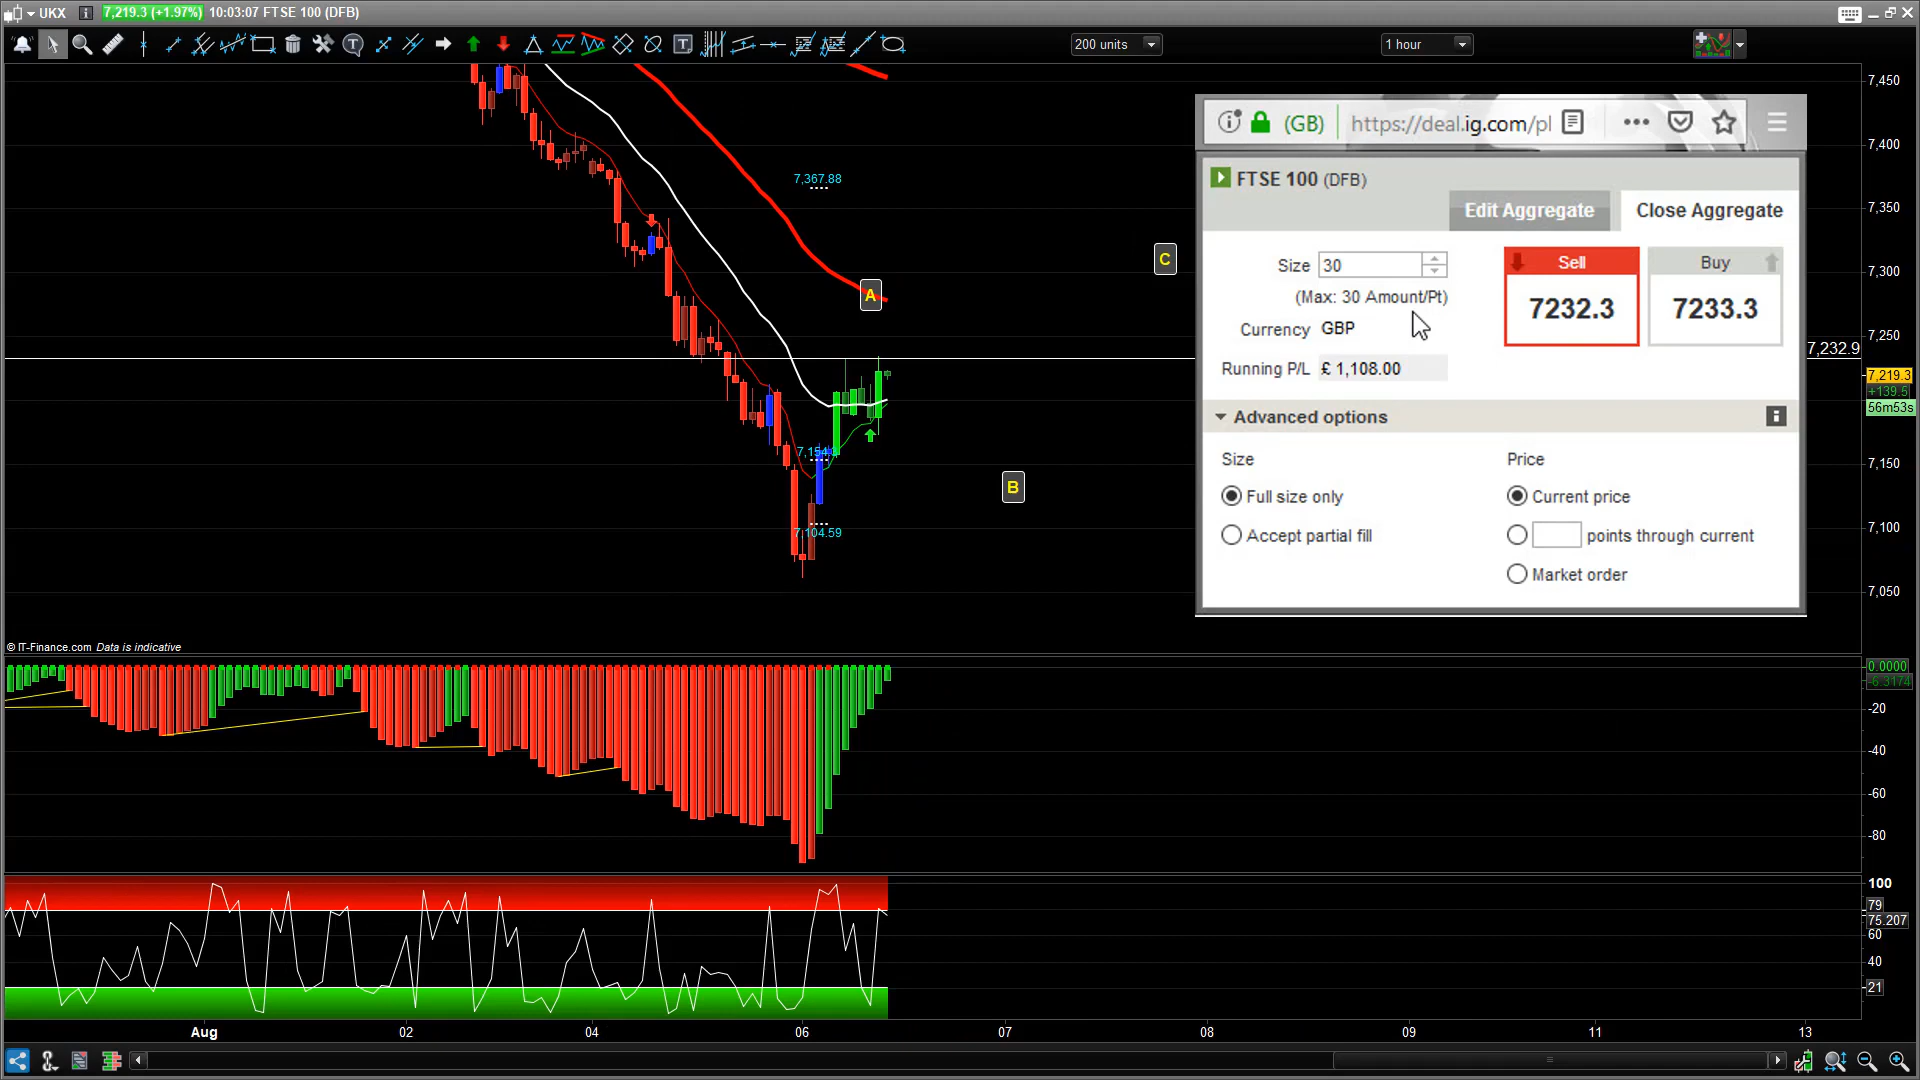 UKX 7,219.3 (+1.97%) 10:03:07 FTSE 100 (DFB)
200 units
1 hour
7,450
7,400
7,350
7,300
7,250
7,232.9
7,219.3
+139.5
56m53s
7,150
7,100
7,050
7,367.88
7,104.59
A
B
C
(GB) https://deal.ig.com/pl
FTSE 100 (DFB)
Edit Aggregate
Close Aggregate
Size 30
(Max: 30 Amount/Pt)
Currency GBP
Running P/L £ 1,108.00
Sell
7232.3
Buy
7233.3
Advanced options
Size
Full size only
Accept partial fill
Price
Current price
points through current
Market order
© IT-Finance.com Data is indicative
0.0000
-6.3174
-20
-40
-60
-80
100
79
75.207
60
40
21
Aug 02 04 06 07 08 09 11 13